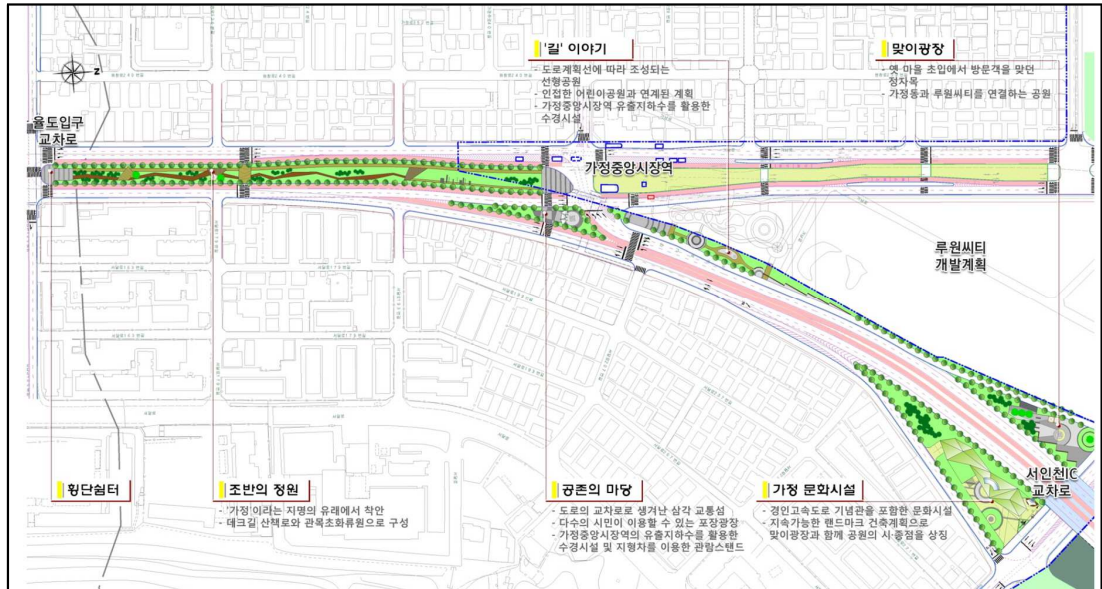 '길' 이야기
- 도로계획선에 따라 조성되는
선형공원
- 인접한 어린이공원과 연계된 계획
- 가정중앙시장역 유출지하수를 활용한
수경시설
맞이광장
- 옛 마을 초입에서 방문객을 맞던
정자목
- 가정동과 루원씨티를 연결하는 공원
z
율도입구
교차로
가정중앙시장역
루원씨티
개발계획
서인천IC
교차로
횡단쉼터
조반의 정원
- '가정'이라는 지명의 유래에서 착안
- 데크길 산책로와 관목초화류원으로 구성
공존의 마당
- 도로의 교차로로 생겨난 삼각 교통섬
- 다수의 시민이 이용할 수 있는 포장광장
- 가정중앙시장역의 유출지하수를 활용한
수경시설 및 지형차를 이용한 관람스탠드
가정 문화시설
- 경인고속도로 기념관을 포함한 문화시설
- 지속가능한 랜드마크 건축계획으로
맞이광장과 함께 공원의 시·종점을 상징